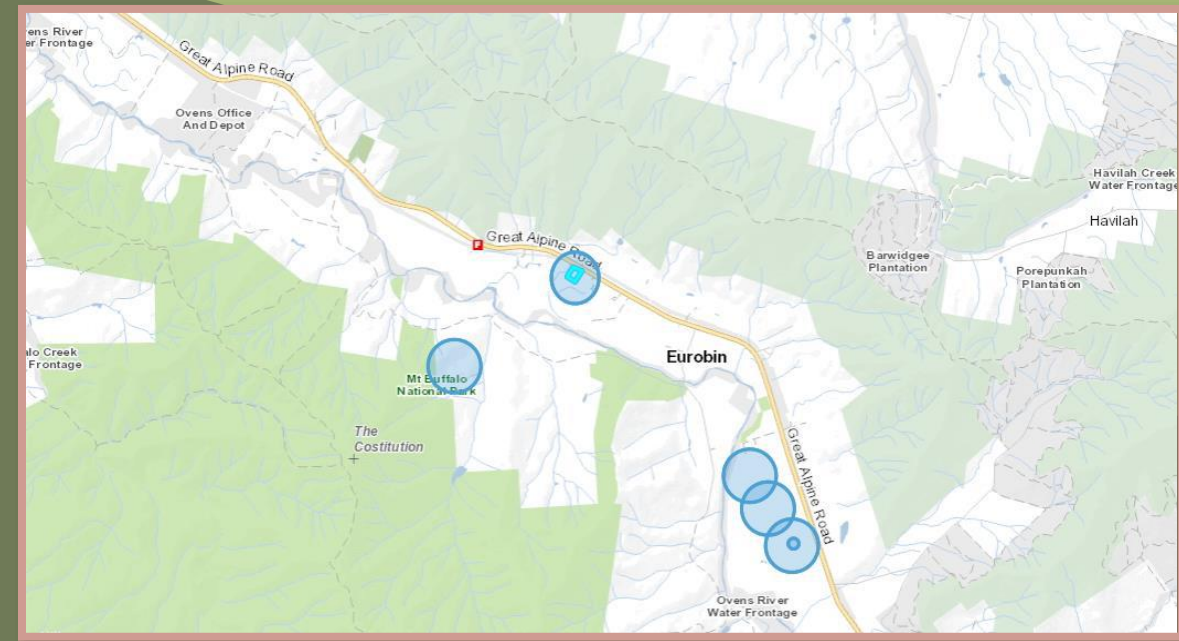 ens River
er Frontage
Great Alpine Road
Ovens Office
And Depot
Havilah Creek
Water Frontage
Havilah
Great Alpine Road
Barwidgee
Plantation
Porepunkah
Plantation
P
alo Creek
Frontage
Eurobin
Mt Buffalo
National Park
The
Costitution
Great Alpine Road
Ovens River
Water Frontage